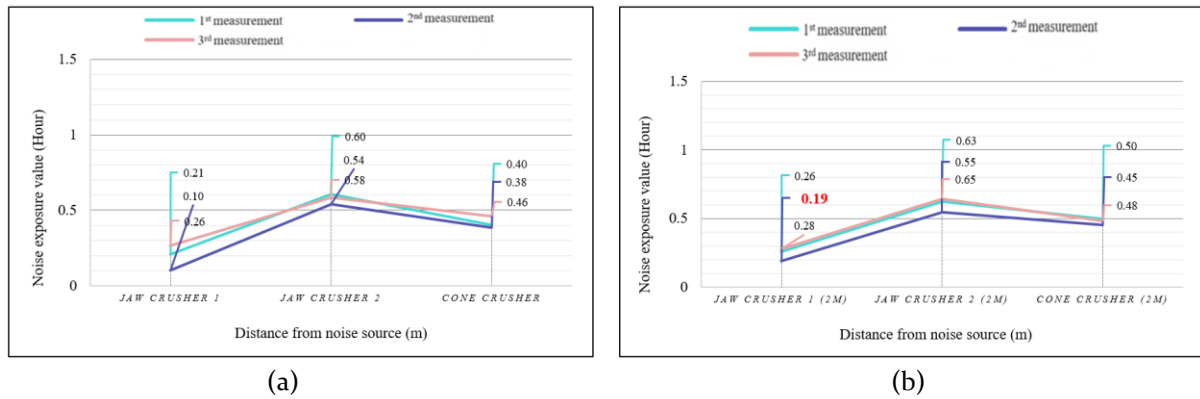 1st measurement
2nd measurement
3rd measurement
Noise exposure value (Hour)
1.5
1
0.5
0
0.21
0.10
0.26
0.60
0.54
0.58
0.40
0.38
0.46
JAW CRUSHER 1
JAW CRUSHER 2
CONE CRUSHER
Distance from noise source (m)
(a)
1st measurement
2nd measurement
3rd measurement
Noise exposure value (Hour)
1.5
1
0.5
0
0.26
0.19
0.28
0.63
0.55
0.65
0.50
0.45
0.48
JAW CRUSHER 1 (2M)
JAW CRUSHER 2 (2M)
CONE CRUSHER (2M)
Distance from noise source (m)
(b)